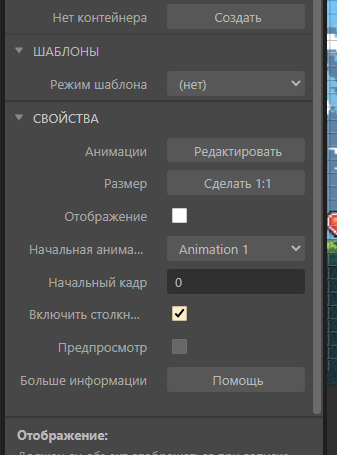 Нет контейнера Создать
ШАБЛОНЫ
Режим шаблона (нет)
СВОЙСТВА
Анимации Редактировать
Размер Сделать 1:1
Отображение
Начальная анима... Animation 1
Начальный кадр 0
Включить столкн...
Предпросмотр
Больше информации Помощь
Отображение: